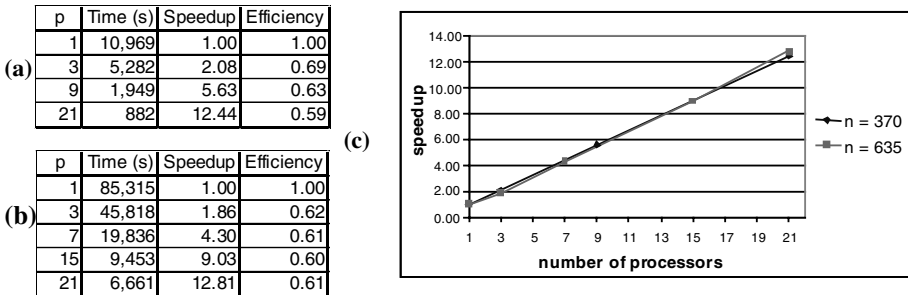 (a)
p Time (s) Speedup Efficiency
1 10,969 1.00 1.00
3 5,282 2.08 0.69
9 1,949 5.63 0.63
21 882 12.44 0.59
(b)
p Time (s) Speedup Efficiency
1 85,315 1.00 1.00
3 45,818 1.86 0.62
7 19,836 4.30 0.61
15 9,453 9.03 0.60
21 6,661 12.81 0.61
(c)
speedup
14.00
12.00
10.00
8.00
6.00
4.00
2.00
0.00
1 3 5 7 9 11 13 15 17 19 21
number of processors
n = 370
n = 635